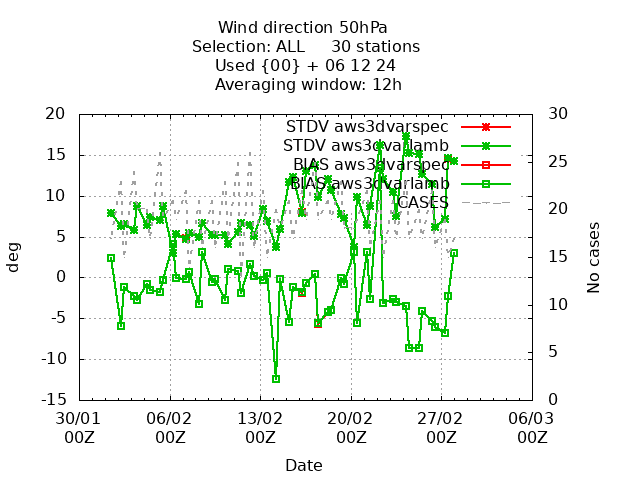 Wind direction 50hPa
Selection: ALL 30 stations
Used {00} + 06 12 24
Averaging window: 12h
20
15
10
5
0
-5
-10
-15
deg
30
25
20
15
10
5
0
No cases
STDV aws3dvarspec
STDV aws3cvarlamb
BIAS aws3dvarspec
BIAS aws3cvarlamb
CASES
30/01 06/02 13/02 20/02 27/02 06/03
00Z 00Z 00Z 00Z 00Z 00Z
Date